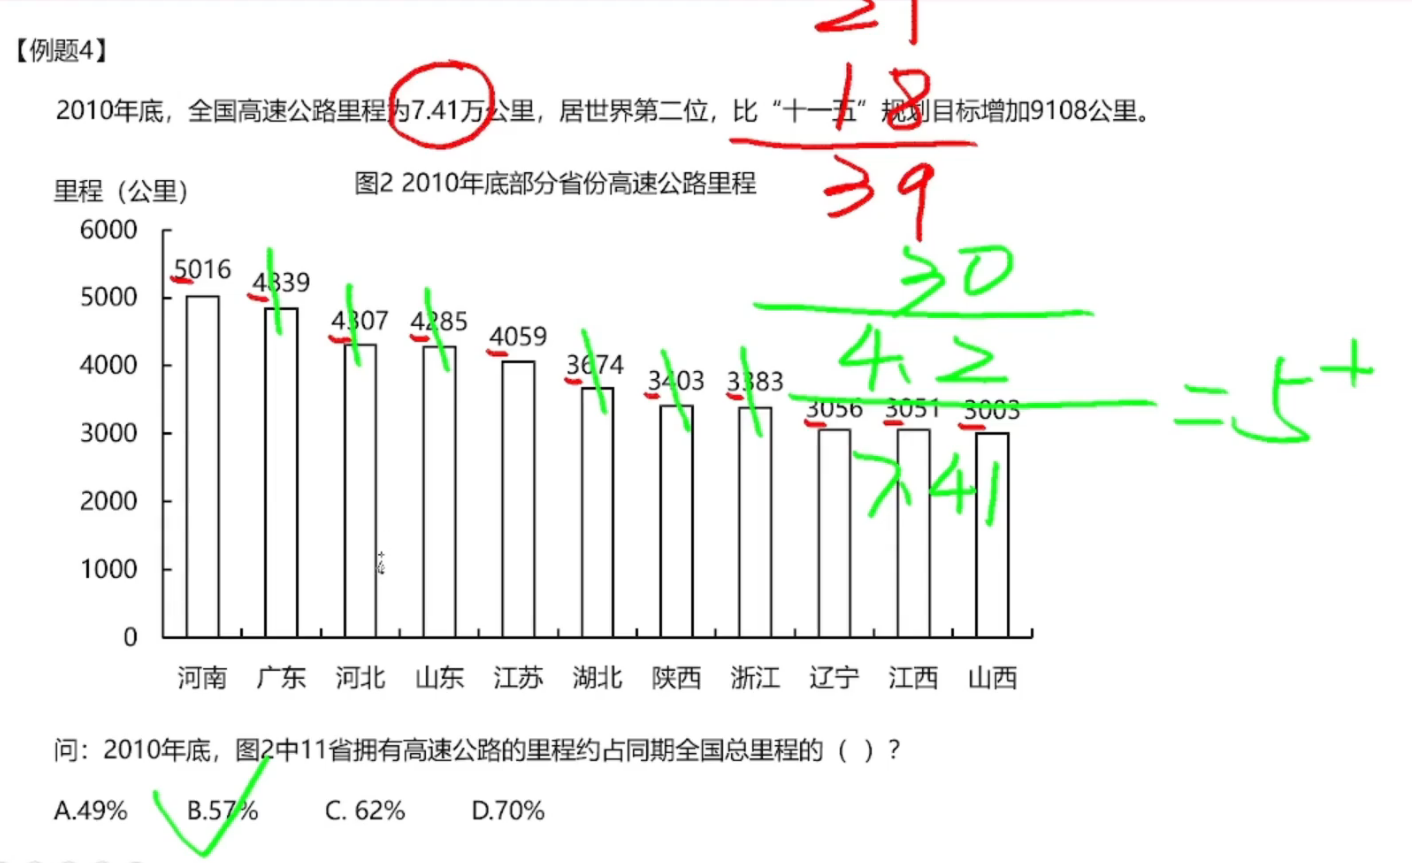 21
【例题4】
18
2010年底，全国高速公路里程为7.41万公里，居世界第二位，比“十一五”规划目标增加9108公里。
39
里程（公里）
图2 2010年底部分省份高速公路里程
6000
5000
4000
3000
2000
1000
0
5016 4839 4307 4285 4059 3674 3403 3383 3056 3051 3003
30
4.2
7.41
=5+
河南 广东 河北 山东 江苏 湖北 陕西 浙江 辽宁 江西 山西
问：2010年底，图2中11省拥有高速公路的里程约占同期全国总里程的（ ）？
A.49% B.57% C. 62% D.70%